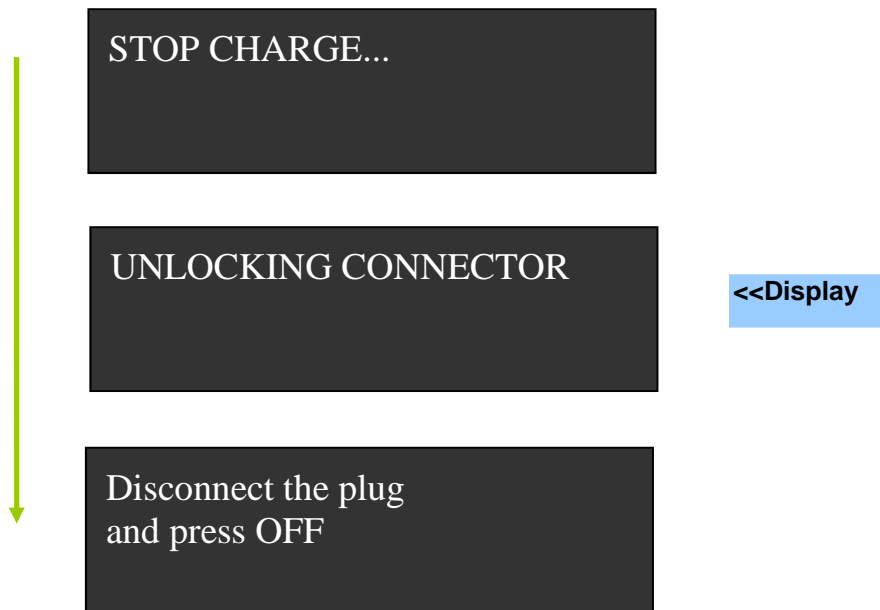 STOP CHARGE...
UNLOCKING CONNECTOR
<<Display
Disconnect the plug
and press OFF